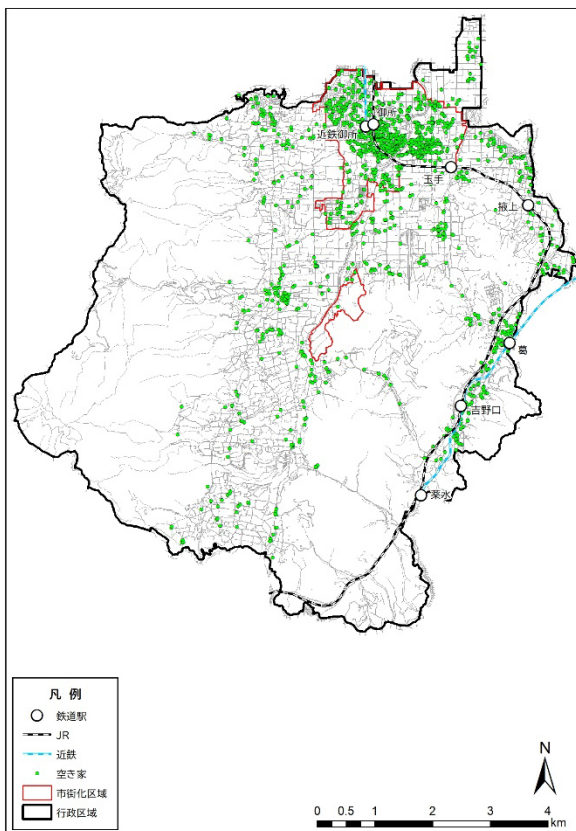 御所
近鉄御所
玉手
掖上
葛
吉野口
薬水
凡 例
鉄道駅
JR
近鉄
空き家
市街化区域
行政区域
N
0 0.5 1 2 3 4
km